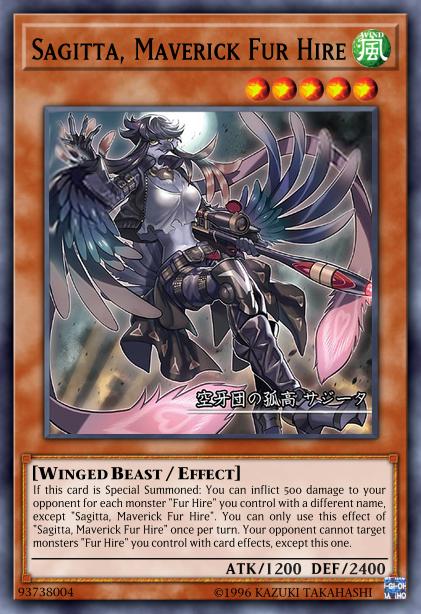 SAGITTA, MAVERICK FUR HIRE
WIND
風
空牙団の孤高 サジータ
[WINGED BEAST / EFFECT]
If this card is Special Summoned: You can inflict 500 damage to your
opponent for each monster "Fur Hire" you control with a different name,
except "Sagitta, Maverick Fur Hire". You can only use this effect of
"Sagitta, Maverick Fur Hire" once per turn. Your opponent cannot target
monsters "Fur Hire" you control with card effects, except this one.
ATK/1200 DEF/2400
93738004
©1996 KAZUKI TAKAHASHI